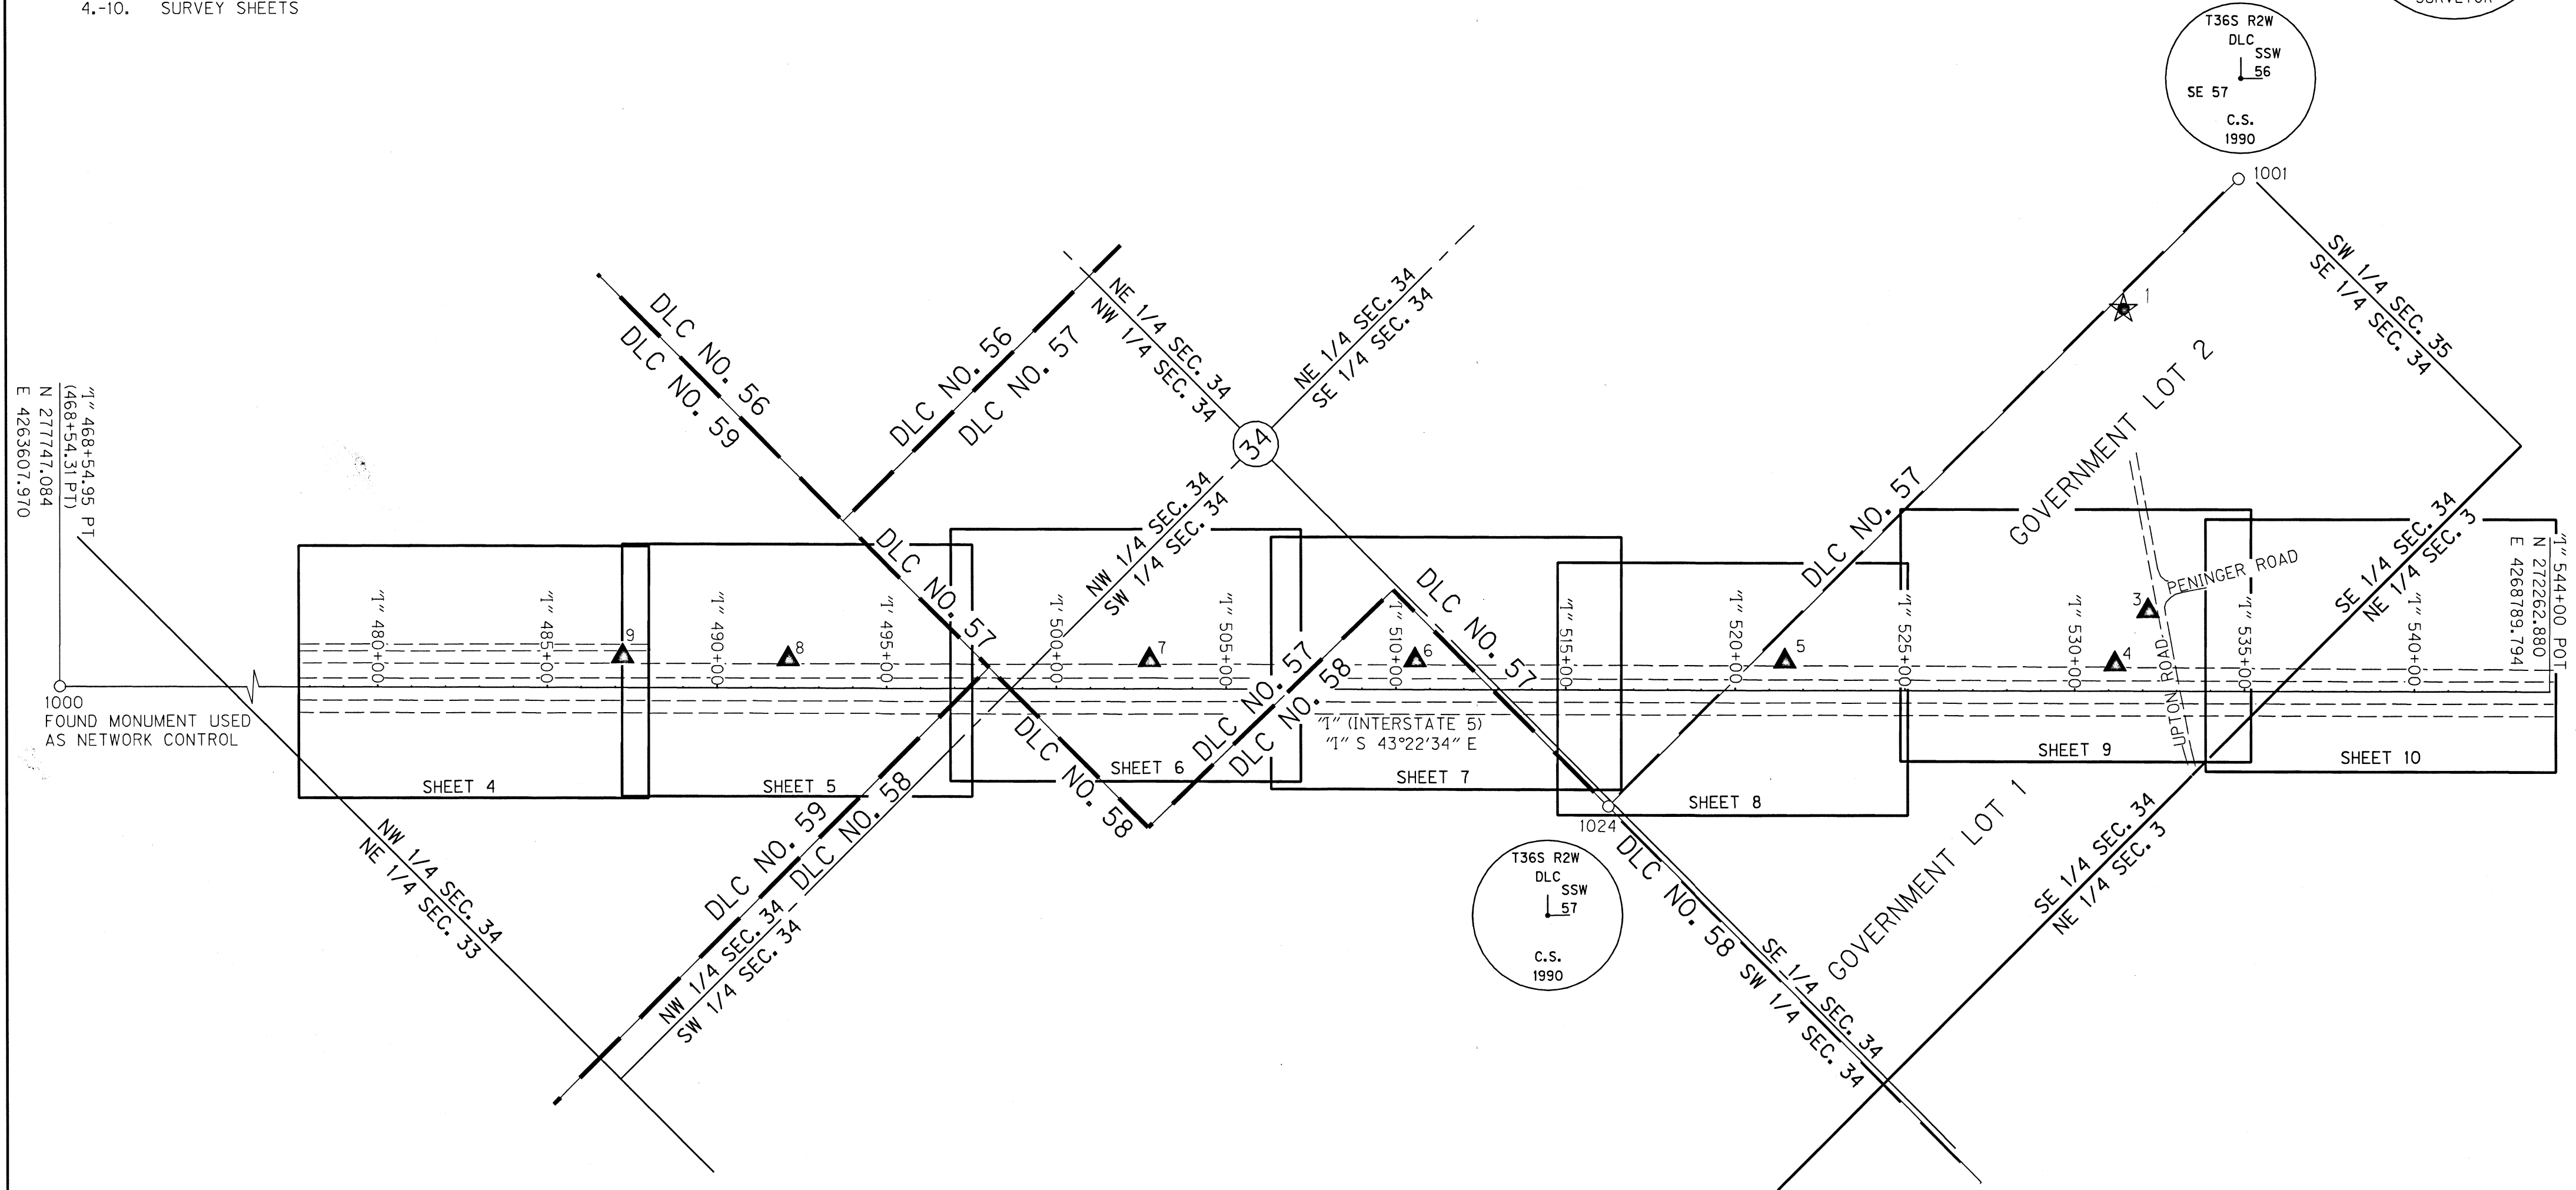 4.-10. SURVEY SHEETS
T36S R2W
DLC
SSW
56
SE 57
C.S.
1990
1001
1
SW 1/4 SEC. 35
SE 1/4 SEC. 34
GOVERNMENT LOT 2
DLC NO. 56
DLC NO. 59
DLC NO. 56
DLC NO. 57
NE 1/4 SEC. 34
NW 1/4 SEC. 34
NE 1/4 SEC. 34
SE 1/4 SEC. 34
34
NW 1/4 SEC. 34
SW 1/4 SEC. 34
"I" 468+54.95 PT
(468+54.31 PT)
N 277747.084
E 4263607.970
1000
FOUND MONUMENT USED
AS NETWORK CONTROL
"I" 480+00
"I" 485+00
"I" 490+00
"I" 495+00
"I" 500+00
"I" 505+00
"I" 510+00
"I" 515+00
"I" 520+00
"I" 525+00
"I" 530+00
"I" 535+00
"I" 540+00
"I" 544+00 POT
N 272262.880
E 4268789.794
9
8
7
6
5
4
3
DLC NO. 57
DLC NO. 58
DLC NO. 57
DLC NO. 58
DLC NO. 57
DLC NO. 57
PENINGER ROAD
UPTON ROAD
SE 1/4 SEC. 34
NE 1/4 SEC. 3
"I" (INTERSTATE 5)
"I" S 43°22'34" E
SHEET 4
SHEET 5
SHEET 6
SHEET 7
SHEET 8
SHEET 9
SHEET 10
NW 1/4 SEC. 34
NE 1/4 SEC. 33
DLC NO. 59
DLC NO. 58
NW 1/4 SEC. 34
SW 1/4 SEC. 34
1024
T36S R2W
DLC
SSW
57
C.S.
1990
DLC NO. 58
SE 1/4 SEC. 34
SW 1/4 SEC. 34
GOVERNMENT LOT 1
SE 1/4 SEC. 34
NE 1/4 SEC. 3